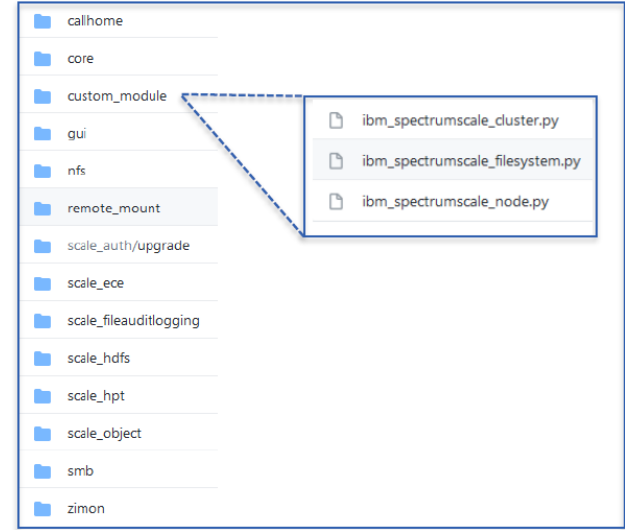 callhome
core
custom_module
gui
nfs
remote_mount
scale_auth/upgrade
scale_ece
scale_fileauditlogging
scale_hdfs
scale_hpt
scale_object
smb
zimon
ibm_spectrumscale_cluster.py
ibm_spectrumscale_filesystem.py
ibm_spectrumscale_node.py